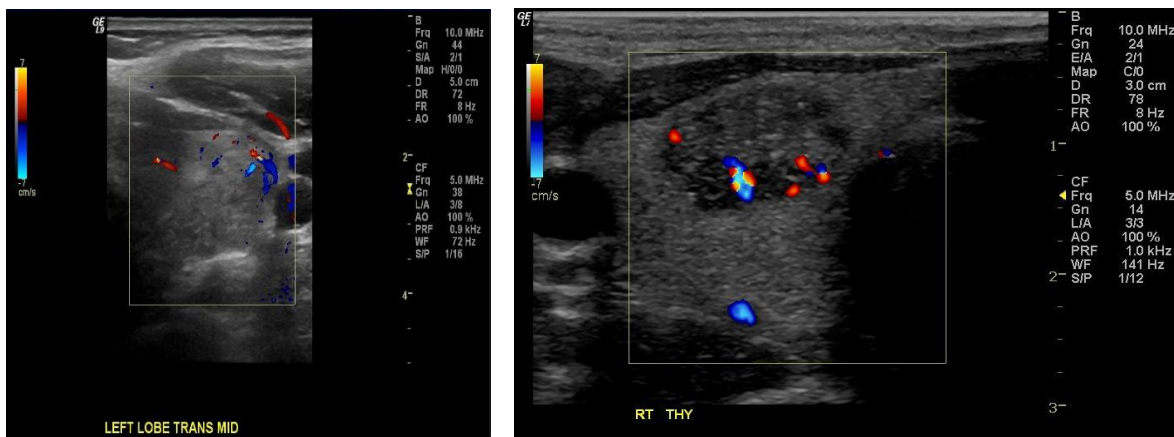 GE
L9
7
-7
cm/s
B
Frq 10.0 MHz
Gn 44
S/A 2/1
Map H/0/0
D 5.0 cm
DR 72
FR 8 Hz
AO 100 %
2
CF
Frq 5.0 MHz
Gn 38
L/A 3/8
AO 100 %
PRF 0.9 kHz
WF 72 Hz
S/P 1/16
4
LEFT LOBE TRANS MID
GE
Li
7
-7
cm/s
B
Frq 10.0 MHz
Gn 24
E/A 2/1
Map C/0
D 3.0 cm
DR 78
FR 8 Hz
AO 100 %
1
CF
Frq 5.0 MHz
Gn 14
L/A 3/3
AO 100 %
PRF 1.0 kHz
WF 141 Hz
S/P 1/12
2
3
RT THY